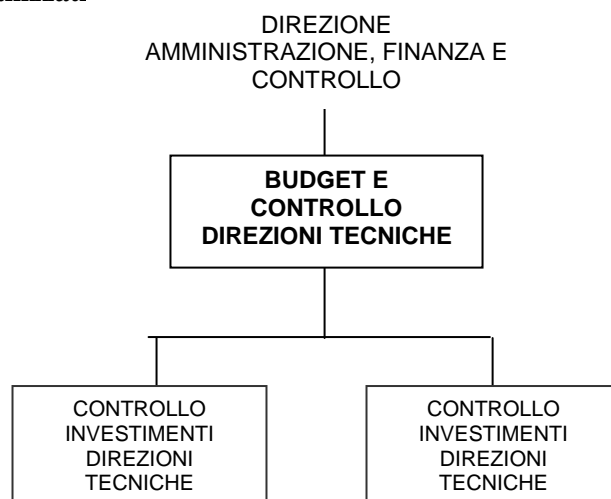 DIREZIONE
AMMINISTRAZIONE, FINANZA E
CONTROLLO
BUDGET E
CONTROLLO
DIREZIONI TECNICHE
CONTROLLO
INVESTIMENTI
DIREZIONI
TECNICHE
CONTROLLO
INVESTIMENTI
DIREZIONI
TECNICHE